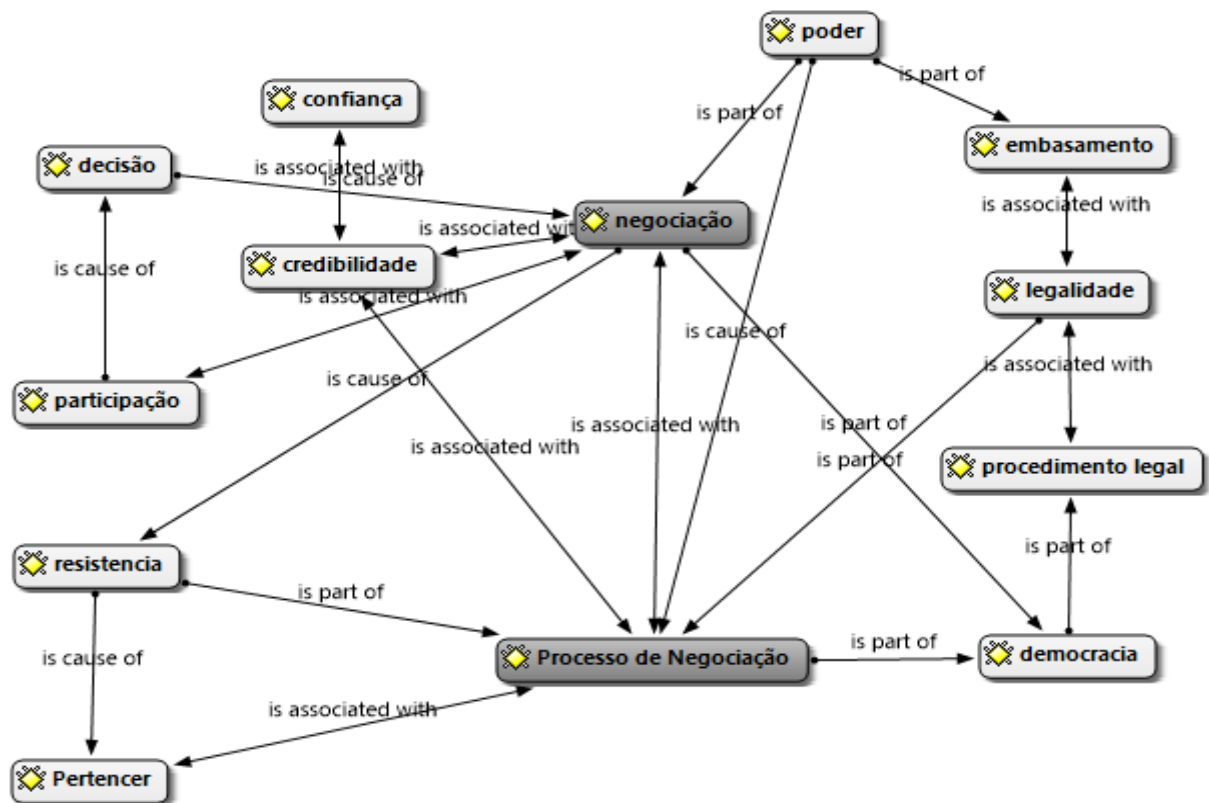 poder
is part of
confiança
is part of
embasamento
decisão
is associated with
is cause of
is associated with
negociação
is associated with
credibilidade
is cause of
legalidade
is associated with
is cause of
is associated with
participação
is cause of
is associated with
is associated with
is part of
is part of
procedimento legal
resistencia
is part of
is part of
is cause of
Processo de Negociação
is part of
democracia
is associated with
Pertencer